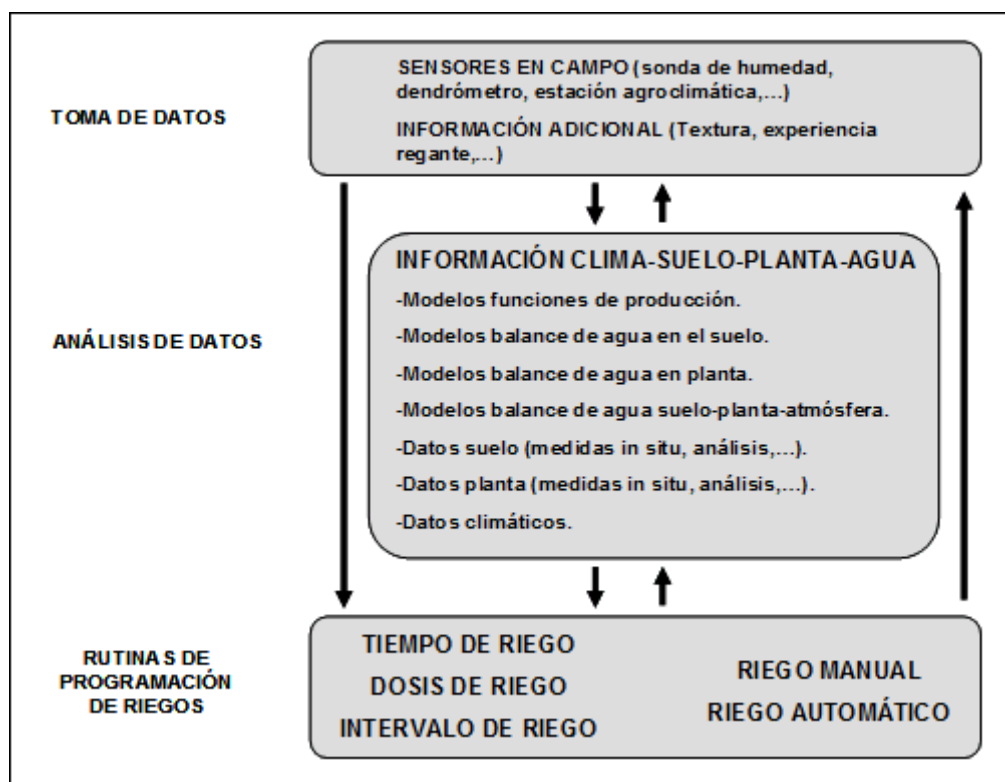 TOMA DE DATOS
SENSORES EN CAMPO (sonda de humedad,
dendrómetro, estación agroclimática,...)
INFORMACIÓN ADICIONAL (Textura, experiencia
regante,...)
ANÁLISIS DE DATOS
INFORMACIÓN CLIMA-SUELO-PLANTA-AGUA
-Modelos funciones de producción.
-Modelos balance de agua en el suelo.
-Modelos balance de agua en planta.
-Modelos balance de agua suelo-planta-atmósfera.
-Datos suelo (medidas in situ, análisis,...).
-Datos planta (medidas in situ, análisis,...).
-Datos climáticos.
RUTINAS DE
PROGRAMACIÓN
DE RIEGOS
TIEMPO DE RIEGO
DOSIS DE RIEGO
INTERVALO DE RIEGO
RIEGO MANUAL
RIEGO AUTOMÁTICO